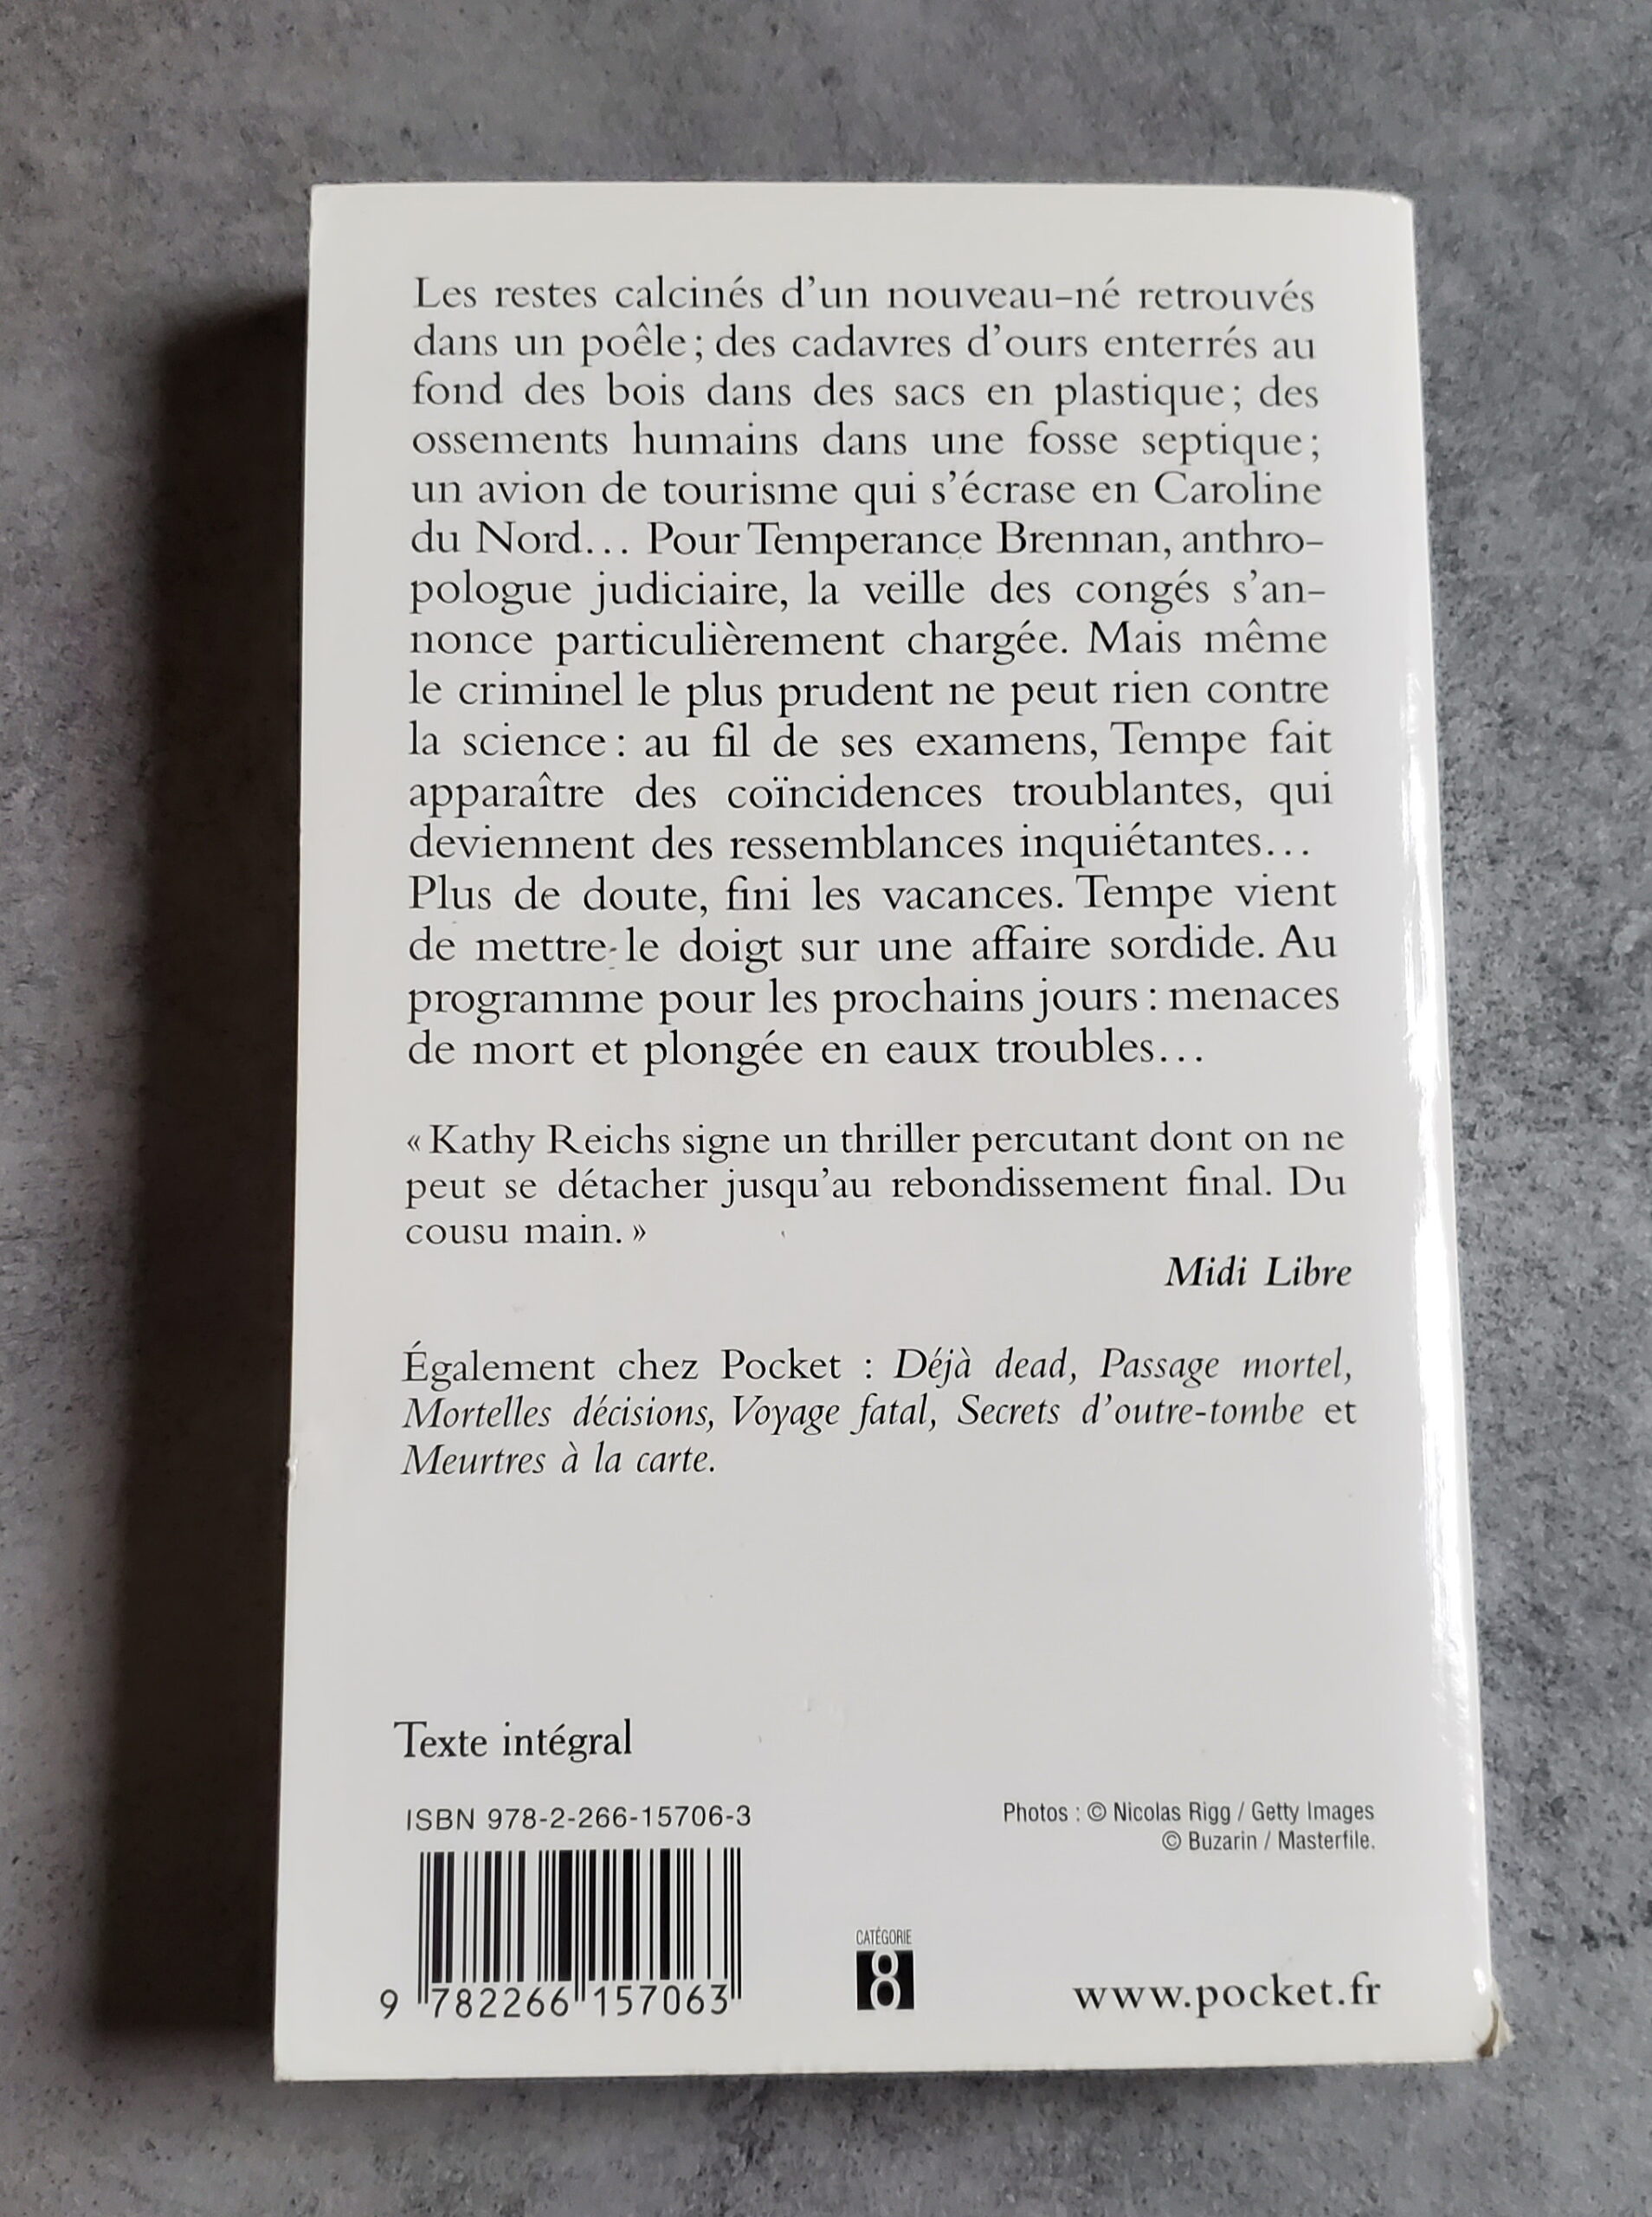 Les restes calcinés d'un nouveau-né retrouvés
dans un poêle ; des cadavres d'ours enterrés au
fond des bois dans des sacs en plastique ; des
ossements humains dans une fosse septique ;
un avion de tourisme qui s'écrase en Caroline
du Nord... Pour Temperance Brennan, anthro-
pologue judiciaire, la veille des congés s'an-
nonce particulièrement chargée. Mais même
le criminel le plus prudent ne peut rien contre
la science : au fil de ses examens, Tempe fait
apparaître des coïncidences troublantes, qui
deviennent des ressemblances inquiétantes...
Plus de doute, fini les vacances. Tempe vient
de mettre le doigt sur une affaire sordide. Au
programme pour les prochains jours : menaces
de mort et plongée en eaux troubles...
« Kathy Reichs signe un thriller percutant dont on ne
peut se détacher jusqu'au rebondissement final. Du
cousu main. »
Midi Libre
Également chez Pocket : Déjà dead, Passage mortel,
Mortelles décisions, Voyage fatal, Secrets d'outre-tombe et
Meurtres à la carte.
Texte intégral
ISBN 978-2-266-15706-3
Photos : © Nicolas Rigg / Getty Images
© Buzarin / Masterfile.
CATÉGORIE
8
9 782266 157063
www.pocket.fr